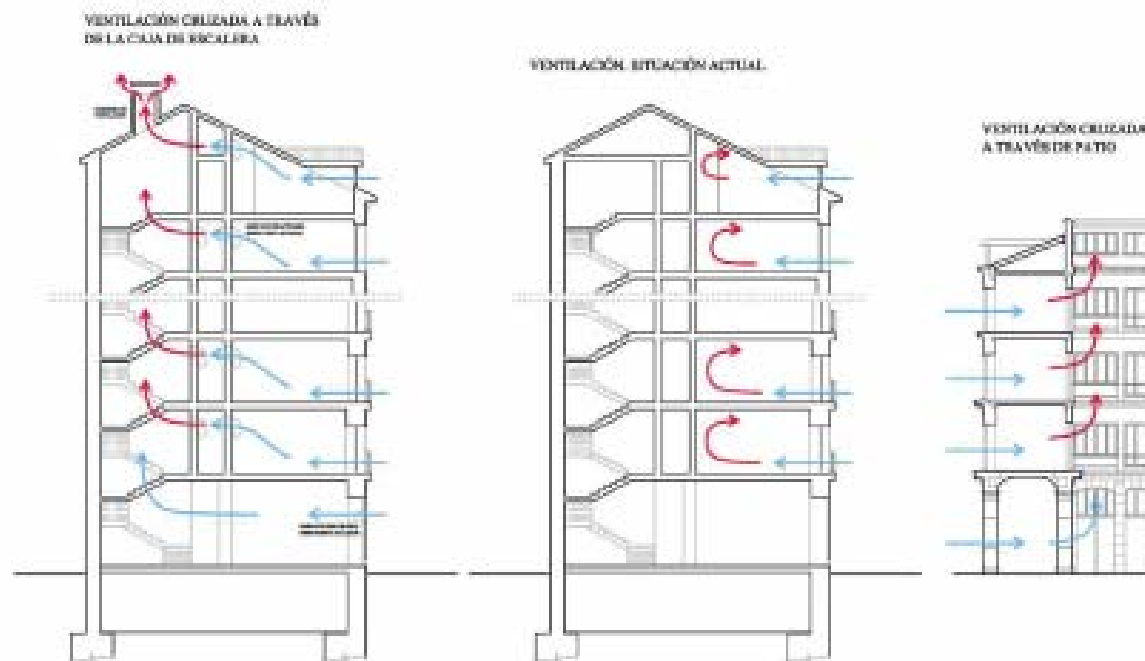 VENTILACIÓN CRUZADA A TRAVÉS
DE LA CAJA DE ESCALERA
VENTILACIÓN. SITUACIÓN ACTUAL
VENTILACIÓN CRUZADA
A TRAVÉS DE PATIO